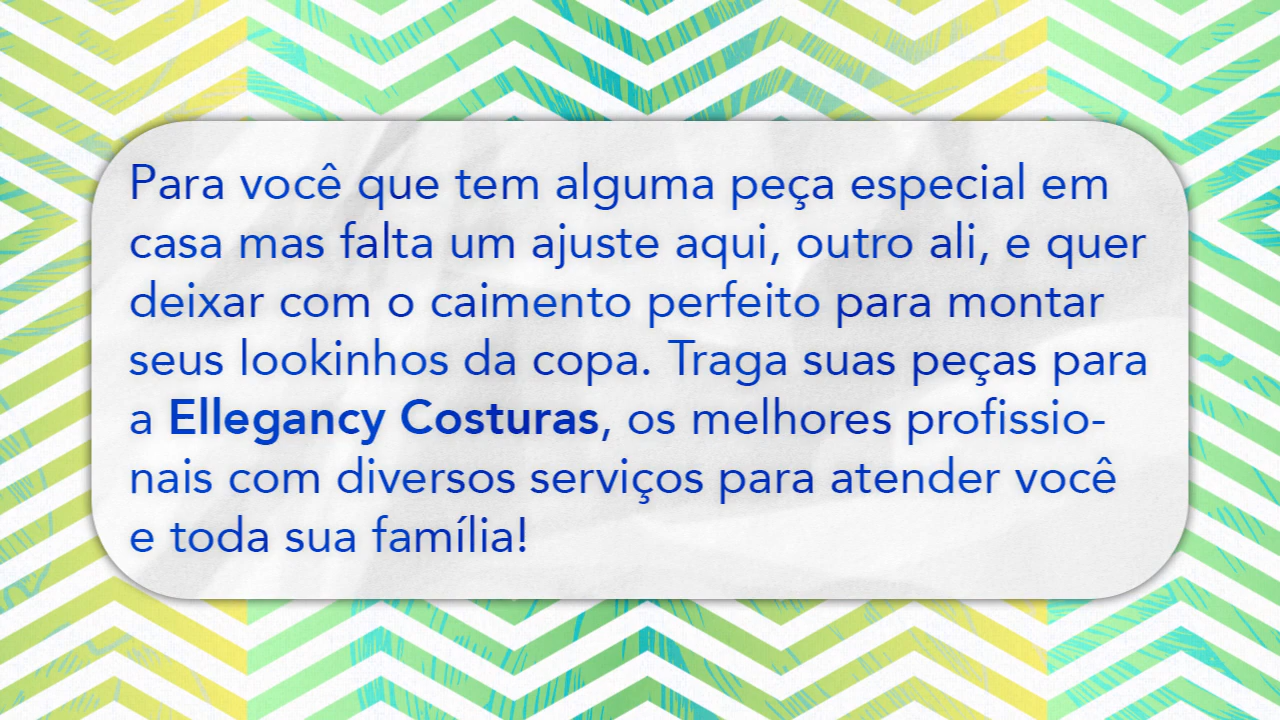 Para você que tem alguma peça especial em
casa mas falta um ajuste aqui, outro ali, e quer
deixar com o caimento perfeito para montar
seus lookinhos da copa. Traga suas peças para
a Ellegancy Costuras, os melhores profissio-
nais com diversos serviços para atender você
e toda sua família!